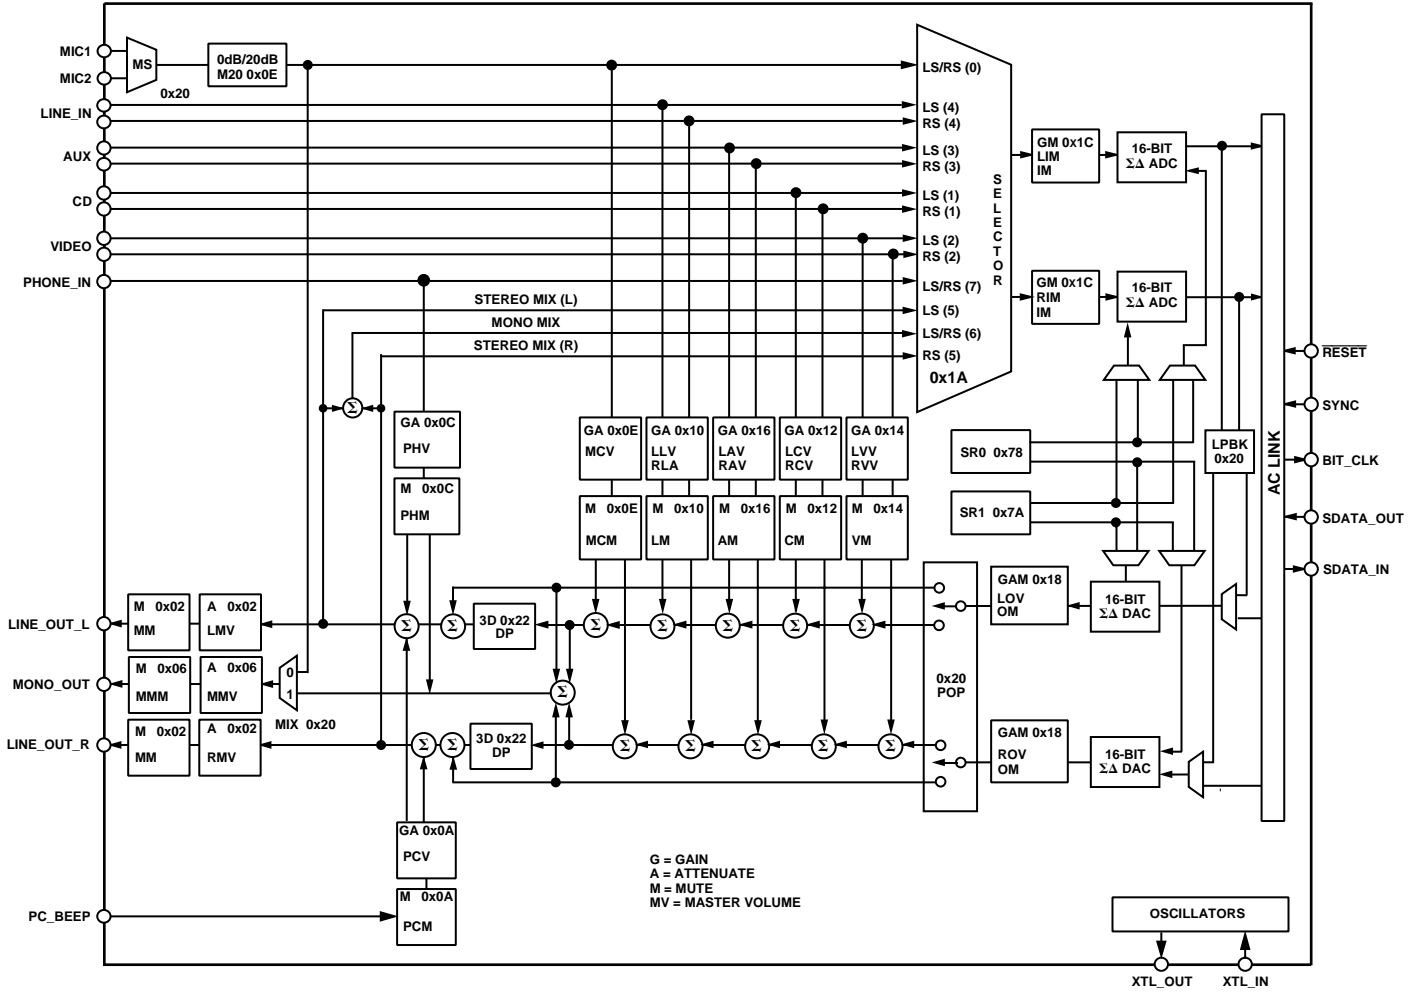 MIC1
MIC2
MS
0x20
0dB/20dB
M20 0x0E
LINE_IN
AUX
CD
VIDEO
PHONE_IN
STEREO MIX (L)
MONO MIX
STEREO MIX (R)
LS/RS (0)
LS (4)
RS (4)
LS (3)
RS (3)
LS (1)
RS (1)
LS (2)
RS (2)
LS/RS (7)
LS (5)
LS/RS (6)
RS (5)
0x1A
SELECTOR
GM 0x1C
LIM
IM
16-BIT
ΣΔ ADC
GM 0x1C
RIM
IM
16-BIT
ΣΔ ADC
RESET
SYNC
BIT_CLK
SDATA_OUT
SDATA_IN
AC LINK
LPBK
0x20
SR0 0x78
SR1 0x7A
Σ
GA 0x0C
PHV
M 0x0C
PHM
GA 0x0E
MCV
GA 0x10
LLV
RLA
GA 0x16
LAV
RAV
GA 0x12
LCV
RCV
GA 0x14
LVV
RVV
M 0x0E
MCM
M 0x10
LM
M 0x16
AM
M 0x12
CM
M 0x14
VM
LINE_OUT_L
M 0x02
MM
A 0x02
LMV
Σ
Σ
3D 0x22
DP
Σ
Σ
Σ
Σ
Σ
GAM 0x18
LOV
OM
16-BIT
ΣΔ DAC
MONO_OUT
M 0x06
MMM
A 0x06
MMV
0
1
MIX 0x20
Σ
0x20
POP
LINE_OUT_R
M 0x02
MM
A 0x02
RMV
Σ
Σ
3D 0x22
DP
Σ
Σ
Σ
Σ
Σ
GAM 0x18
ROV
OM
16-BIT
ΣΔ DAC
GA 0x0A
PCV
M 0x0A
PCM
PC_BEEP
G = GAIN
A = ATTENUATE
M = MUTE
MV = MASTER VOLUME
OSCILLATORS
XTL_OUT
XTL_IN